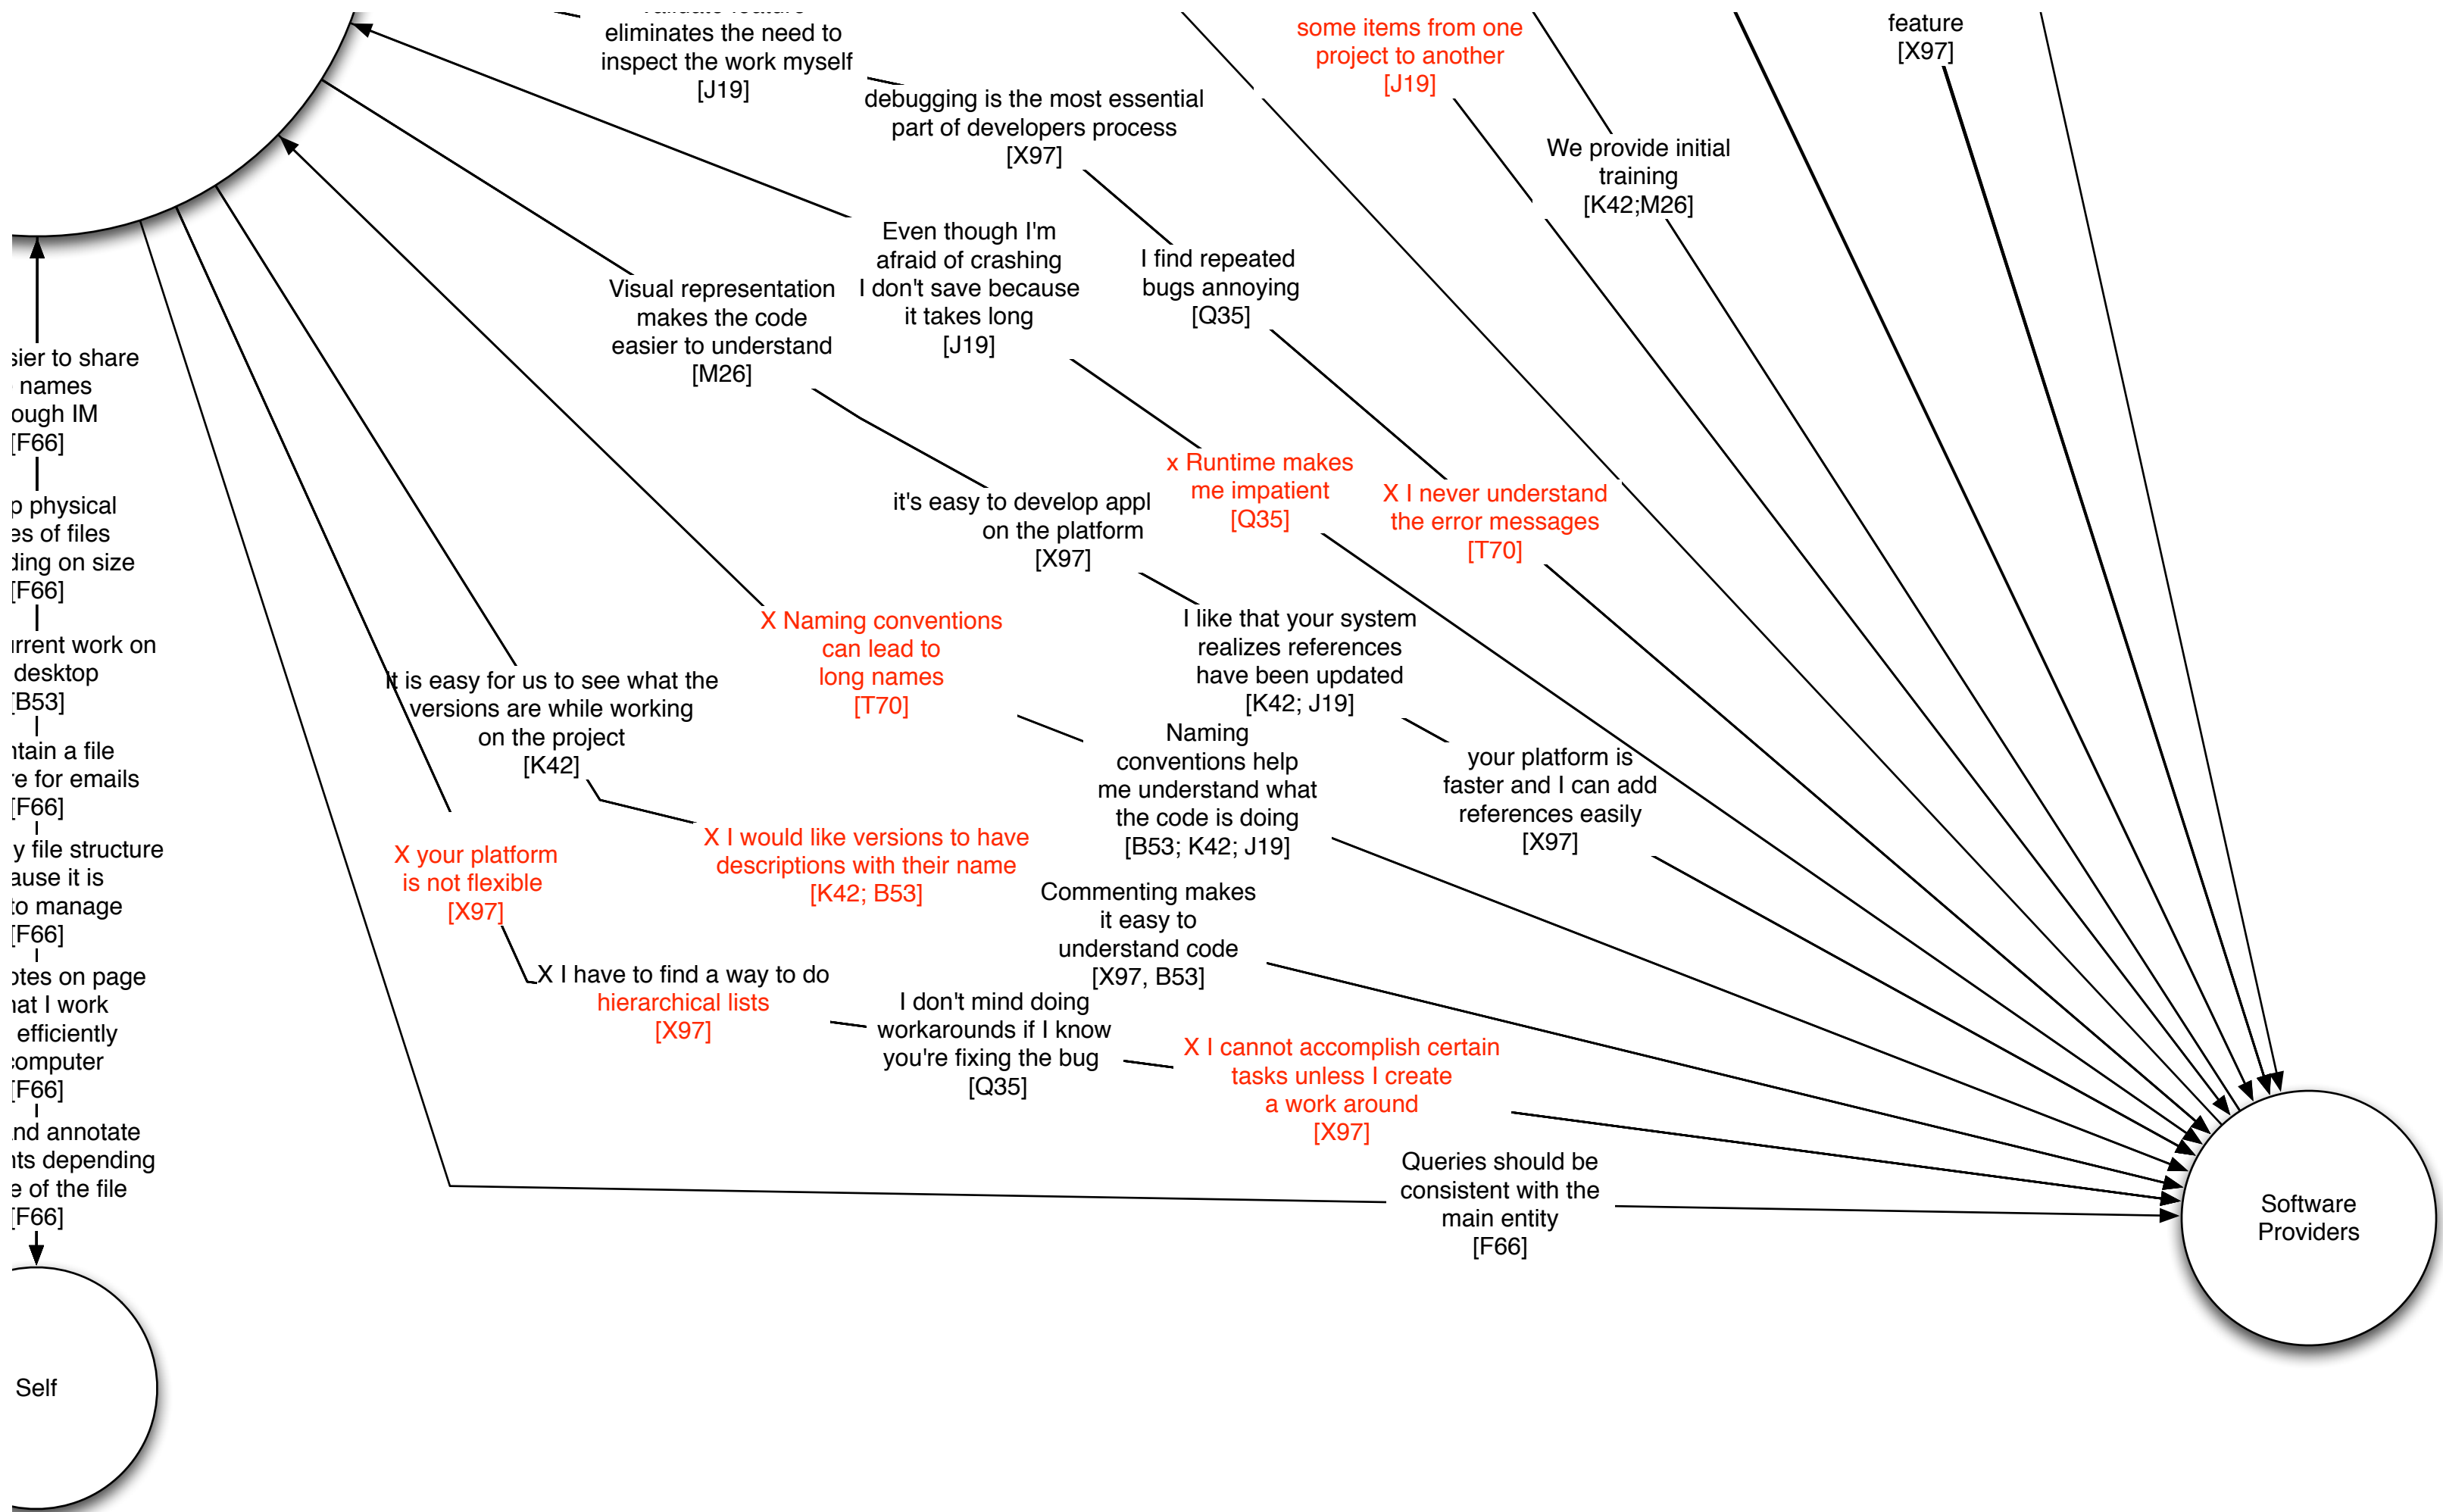 eliminates the need to
inspect the work myself
[J19]
some items from one
project to another
[J19]
feature
[X97]
debugging is the most essential
part of developers process
[X97]
We provide initial
training
[K42;M26]
Even though I'm
afraid of crashing
I don't save because
it takes long
[J19]
I find repeated
bugs annoying
[Q35]
Visual representation
makes the code
easier to understand
[M26]
sier to share
names
ough IM
[F66]
x Runtime makes
me impatient
[Q35]
X I never understand
the error messages
[T70]
it's easy to develop appl
on the platform
[X97]
p physical
es of files
ding on size
[F66]
X Naming conventions
can lead to
long names
[T70]
I like that your system
realizes references
have been updated
[K42; J19]
rrent work on
desktop
[B53]
it is easy for us to see what the
versions are while working
on the project
[K42]
Naming
conventions help
me understand what
the code is doing
[B53; K42; J19]
your platform is
faster and I can add
references easily
[X97]
ntain a file
re for emails
[F66]
X I would like versions to have
descriptions with their name
[K42; B53]
X your platform
is not flexible
[X97]
y file structure
ause it is
to manage
[F66]
Commenting makes
it easy to
understand code
[X97, B53]
X I have to find a way to do
hierarchical lists
[X97]
otes on page
hat I work
efficiently
computer
[F66]
I don't mind doing
workarounds if I know
you're fixing the bug
[Q35]
X I cannot accomplish certain
tasks unless I create
a work around
[X97]
and annotate
nts depending
e of the file
[F66]
Queries should be
consistent with the
main entity
[F66]
Software
Providers
Self